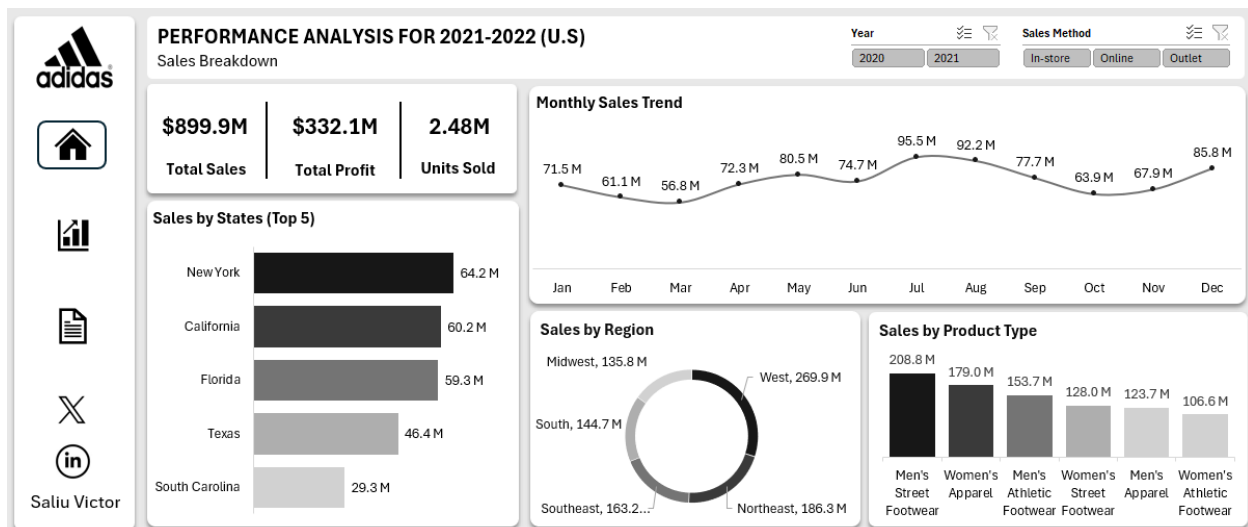 adidas
PERFORMANCE ANALYSIS FOR 2021-2022 (U.S)
Sales Breakdown
Year
2020
2021
Sales Method
In-store
Online
Outlet
$899.9M
Total Sales
$332.1M
Total Profit
2.48M
Units Sold
Monthly Sales Trend
71.5 M
61.1 M
56.8 M
72.3 M
80.5 M
74.7 M
95.5 M
92.2 M
77.7 M
63.9 M
67.9 M
85.8 M
Jan
Feb
Mar
Apr
May
Jun
Jul
Aug
Sep
Oct
Nov
Dec
Sales by States (Top 5)
New York
64.2 M
California
60.2 M
Florida
59.3 M
Texas
46.4 M
South Carolina
29.3 M
Sales by Region
Midwest, 135.8 M
West, 269.9 M
South, 144.7 M
Southeast, 163.2...
Northeast, 186.3 M
Sales by Product Type
208.8 M
179.0 M
153.7 M
128.0 M
123.7 M
106.6 M
Men's
Street
Footwear
Women's
Apparel
Men's
Athletic
Footwear
Women's
Street
Footwear
Men's
Apparel
Women's
Athletic
Footwear
X
in
Saliu Victor